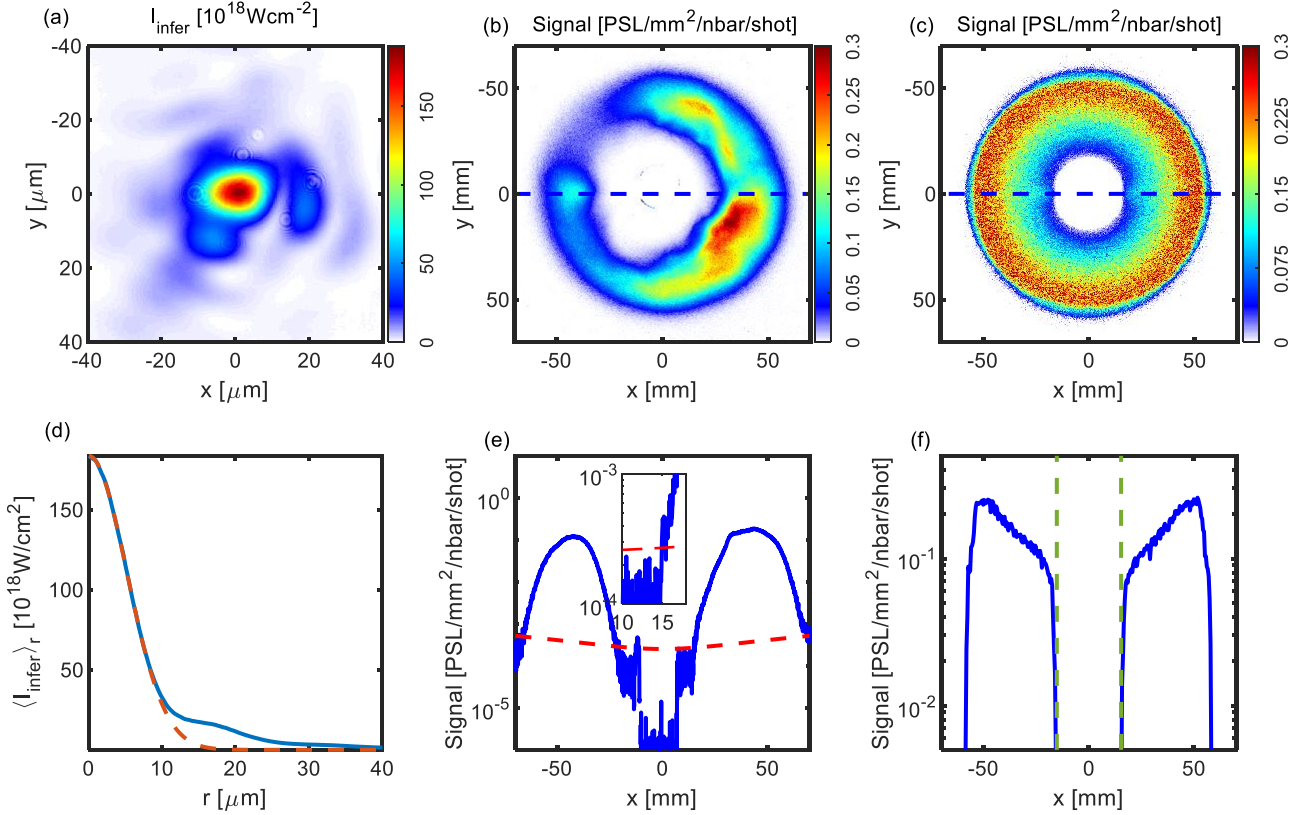 (a) I_infer [10^18Wcm^-2]
-40
-20
0
20
40
y [μm]
-40 -20 0 20 40
x [μm]
0
50
100
150
(b) Signal [PSL/mm^2/nbar/shot]
-50
0
50
y [mm]
-50 0 50
x [mm]
0
0.05
0.1
0.15
0.2
0.25
0.3
(c) Signal [PSL/mm^2/nbar/shot]
-50
0
50
y [mm]
-50 0 50
x [mm]
0
0.075
0.15
0.225
0.3
(d)
⟨I_infer⟩_r [10^18W/cm^2]
150
100
50
0 20 40
r [μm]
(e)
Signal [PSL/mm^2/nbar/shot]
10^0
10^-5
10^-3
10^-4
10 15
-50 0 50
x [mm]
(f)
Signal [PSL/mm^2/nbar/shot]
10^-1
10^-2
-50 0 50
x [mm]